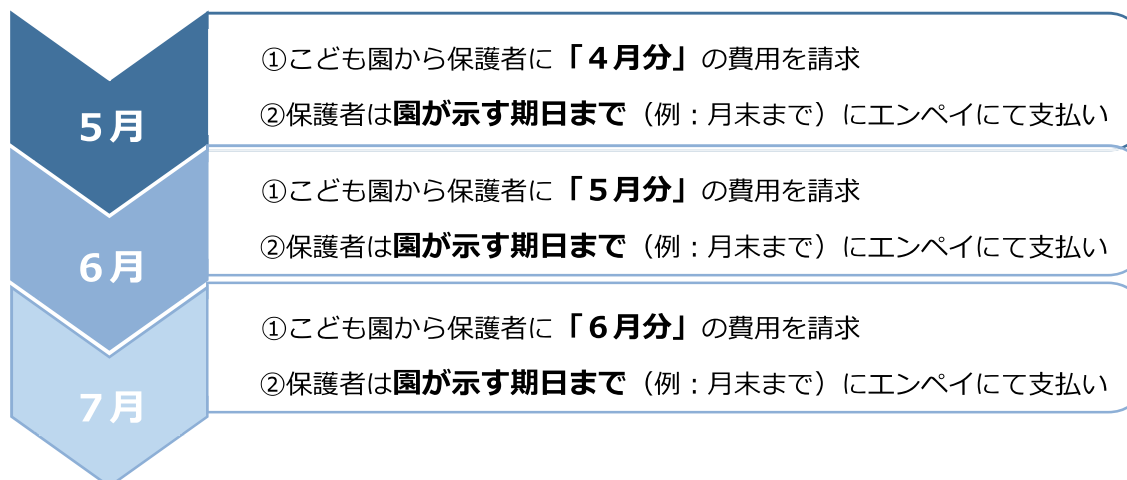 5月
①こども園から保護者に「４月分」の費用を請求
②保護者は園が示す期日まで（例：月末まで）にエンペイにて支払い
6月
①こども園から保護者に「５月分」の費用を請求
②保護者は園が示す期日まで（例：月末まで）にエンペイにて支払い
7月
①こども園から保護者に「６月分」の費用を請求
②保護者は園が示す期日まで（例：月末まで）にエンペイにて支払い